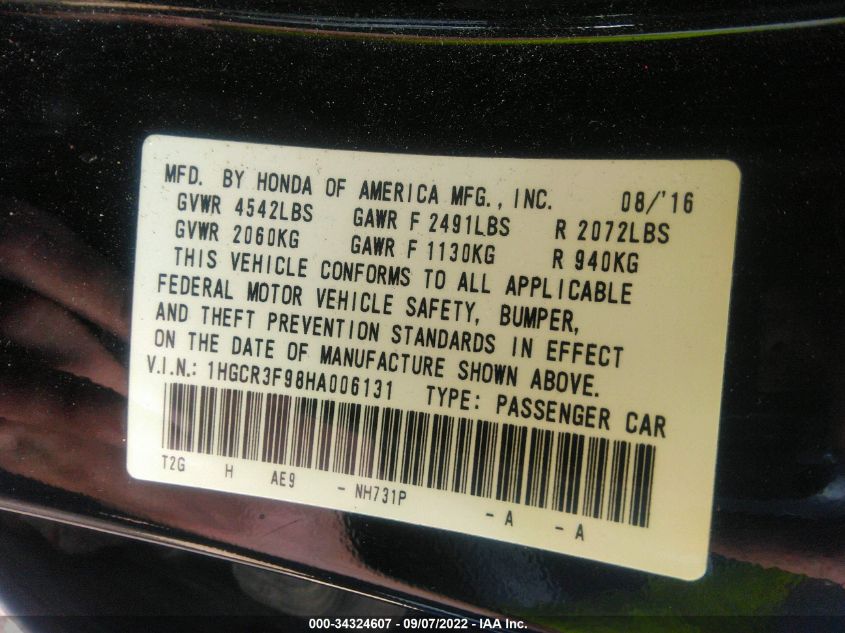 MFD. BY HONDA OF AMERICA MFG., INC. 08/'16
GVWR 4542LBS GAWR F 2491LBS R 2072LBS
GVWR 2060KG GAWR F 1130KG R 940KG
THIS VEHICLE CONFORMS TO ALL APPLICABLE
FEDERAL MOTOR VEHICLE SAFETY, BUMPER,
AND THEFT PREVENTION STANDARDS IN EFFECT
ON THE DATE OF MANUFACTURE SHOWN ABOVE.
V.I.N.: 1HGCR3F98HA006131 TYPE: PASSENGER CAR
T2G H AE9 - NH731P - A - A
000-34324607 - 09/07/2022 - IAA Inc.